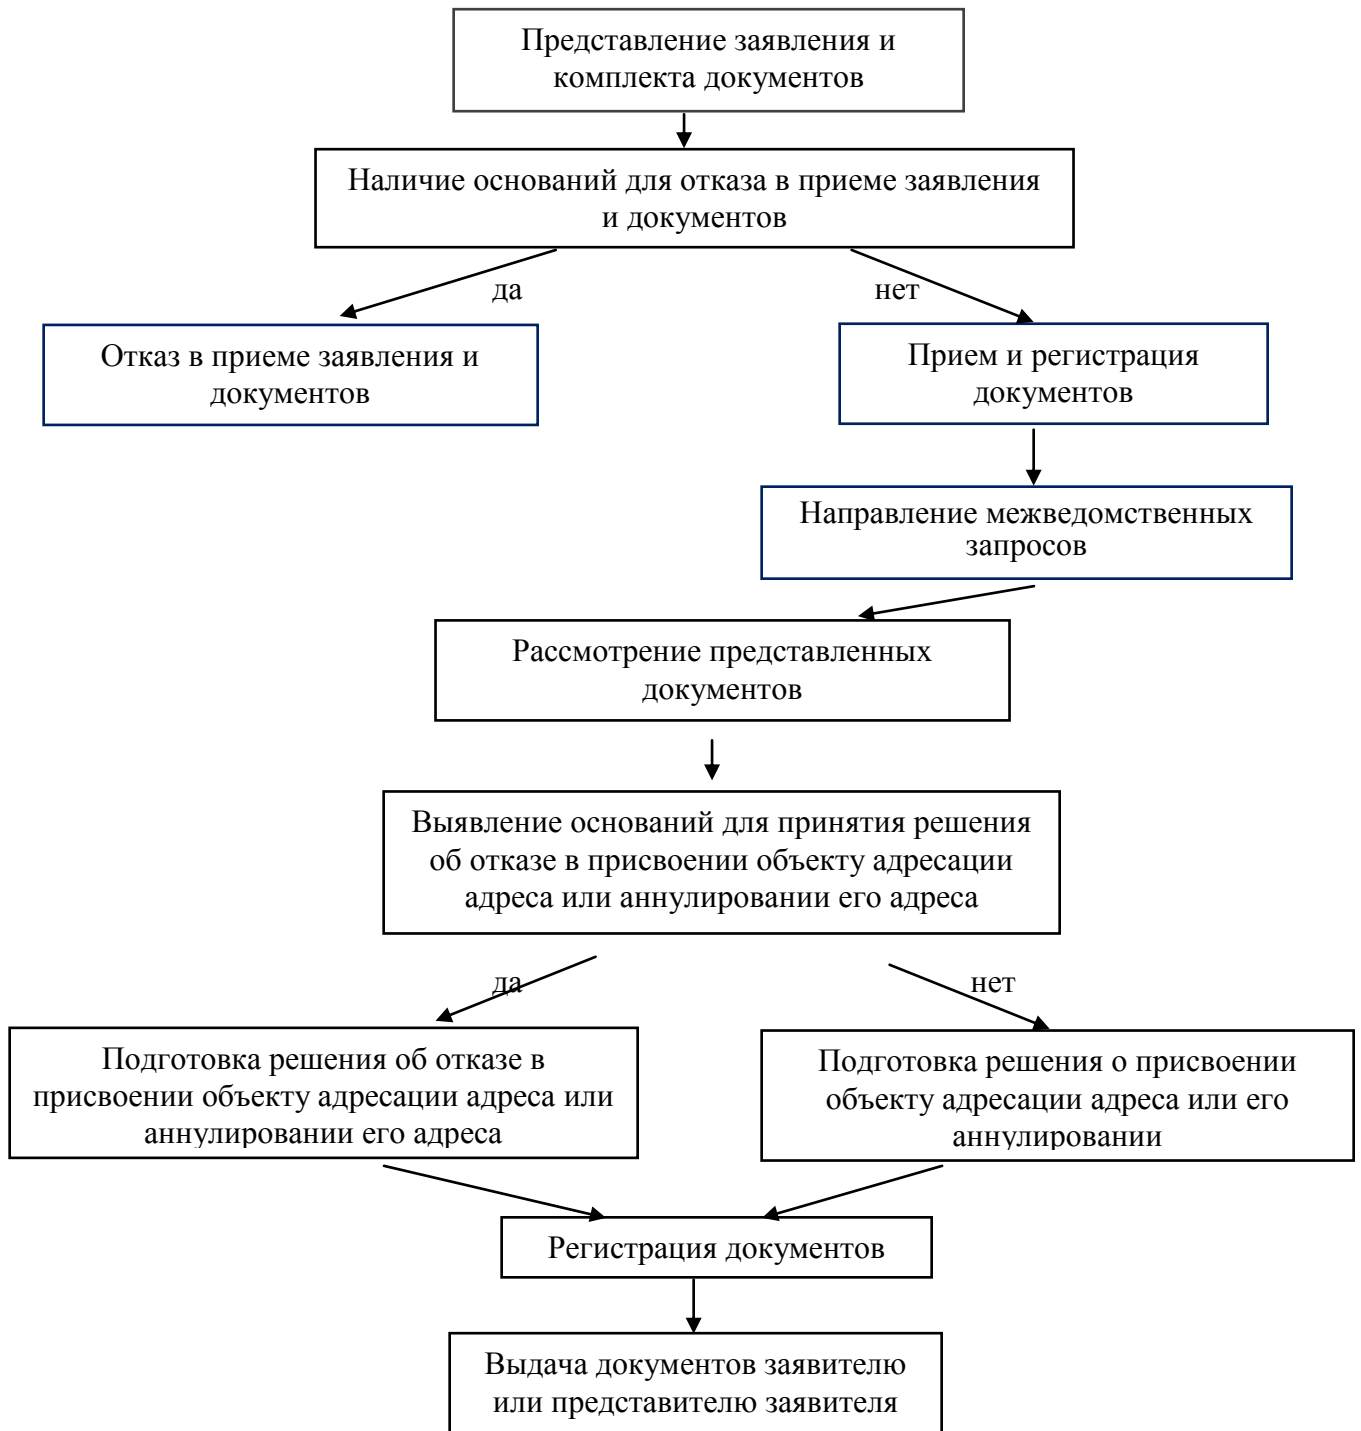 Представление заявления и
комплекта документов
Наличие оснований для отказа в приеме заявления
и документов
да
нет
Отказ в приеме заявления и
документов
Прием и регистрация
документов
Направление межведомственных
запросов
Рассмотрение представленных
документов
Выявление оснований для принятия решения
об отказе в присвоении объекту адресации
адреса или аннулировании его адреса
да
нет
Подготовка решения об отказе в
присвоении объекту адресации адреса или
аннулировании его адреса
Подготовка решения о присвоении
объекту адресации адреса или его
аннулировании
Регистрация документов
Выдача документов заявителю
или представителю заявителя